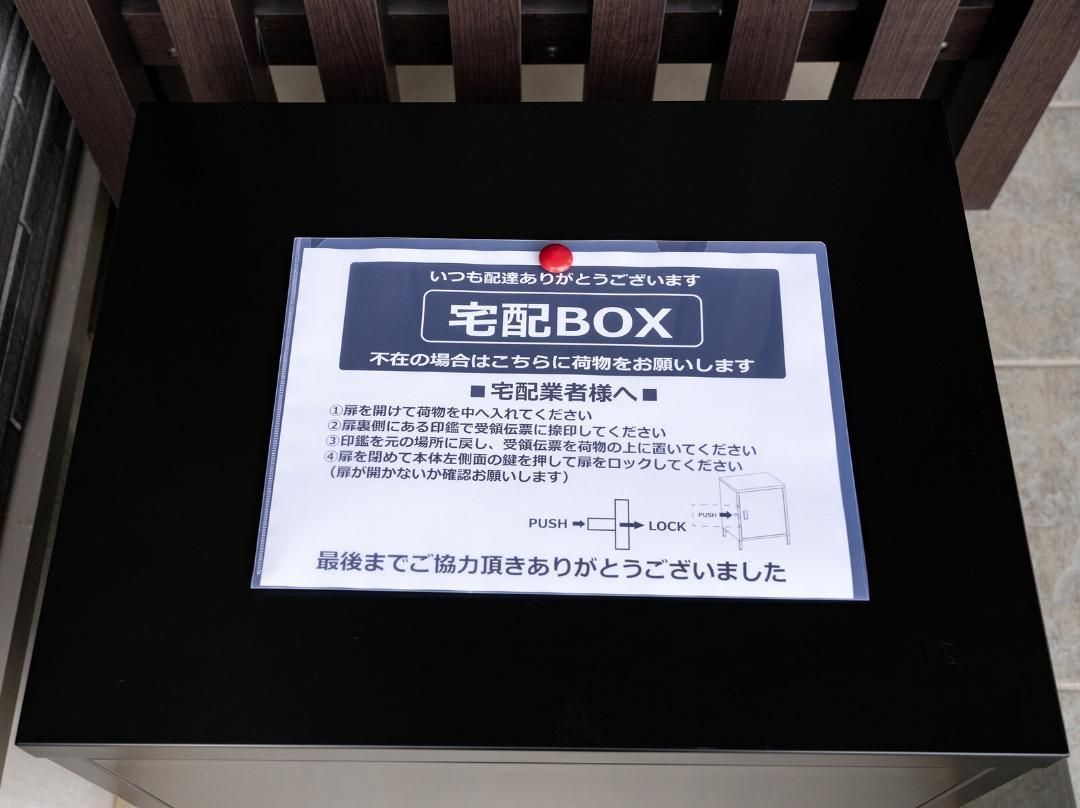 いつも配達ありがとうございます
宅配BOX
不在の場合はこちらに荷物をお願いします
■宅配業者様へ■
①扉を開けて荷物を中へ入れてください
②扉裏側にある印鑑で受領伝票に捺印してください
③印鑑を元の場所に戻し、受領伝票を荷物の上に置いてください
④扉を閉めて本体左側面の鍵を押して扉をロックしてください
(扉が開かないか確認お願いします)
PUSH
PUSH LOCK
最後までご協力頂きありがとうございました